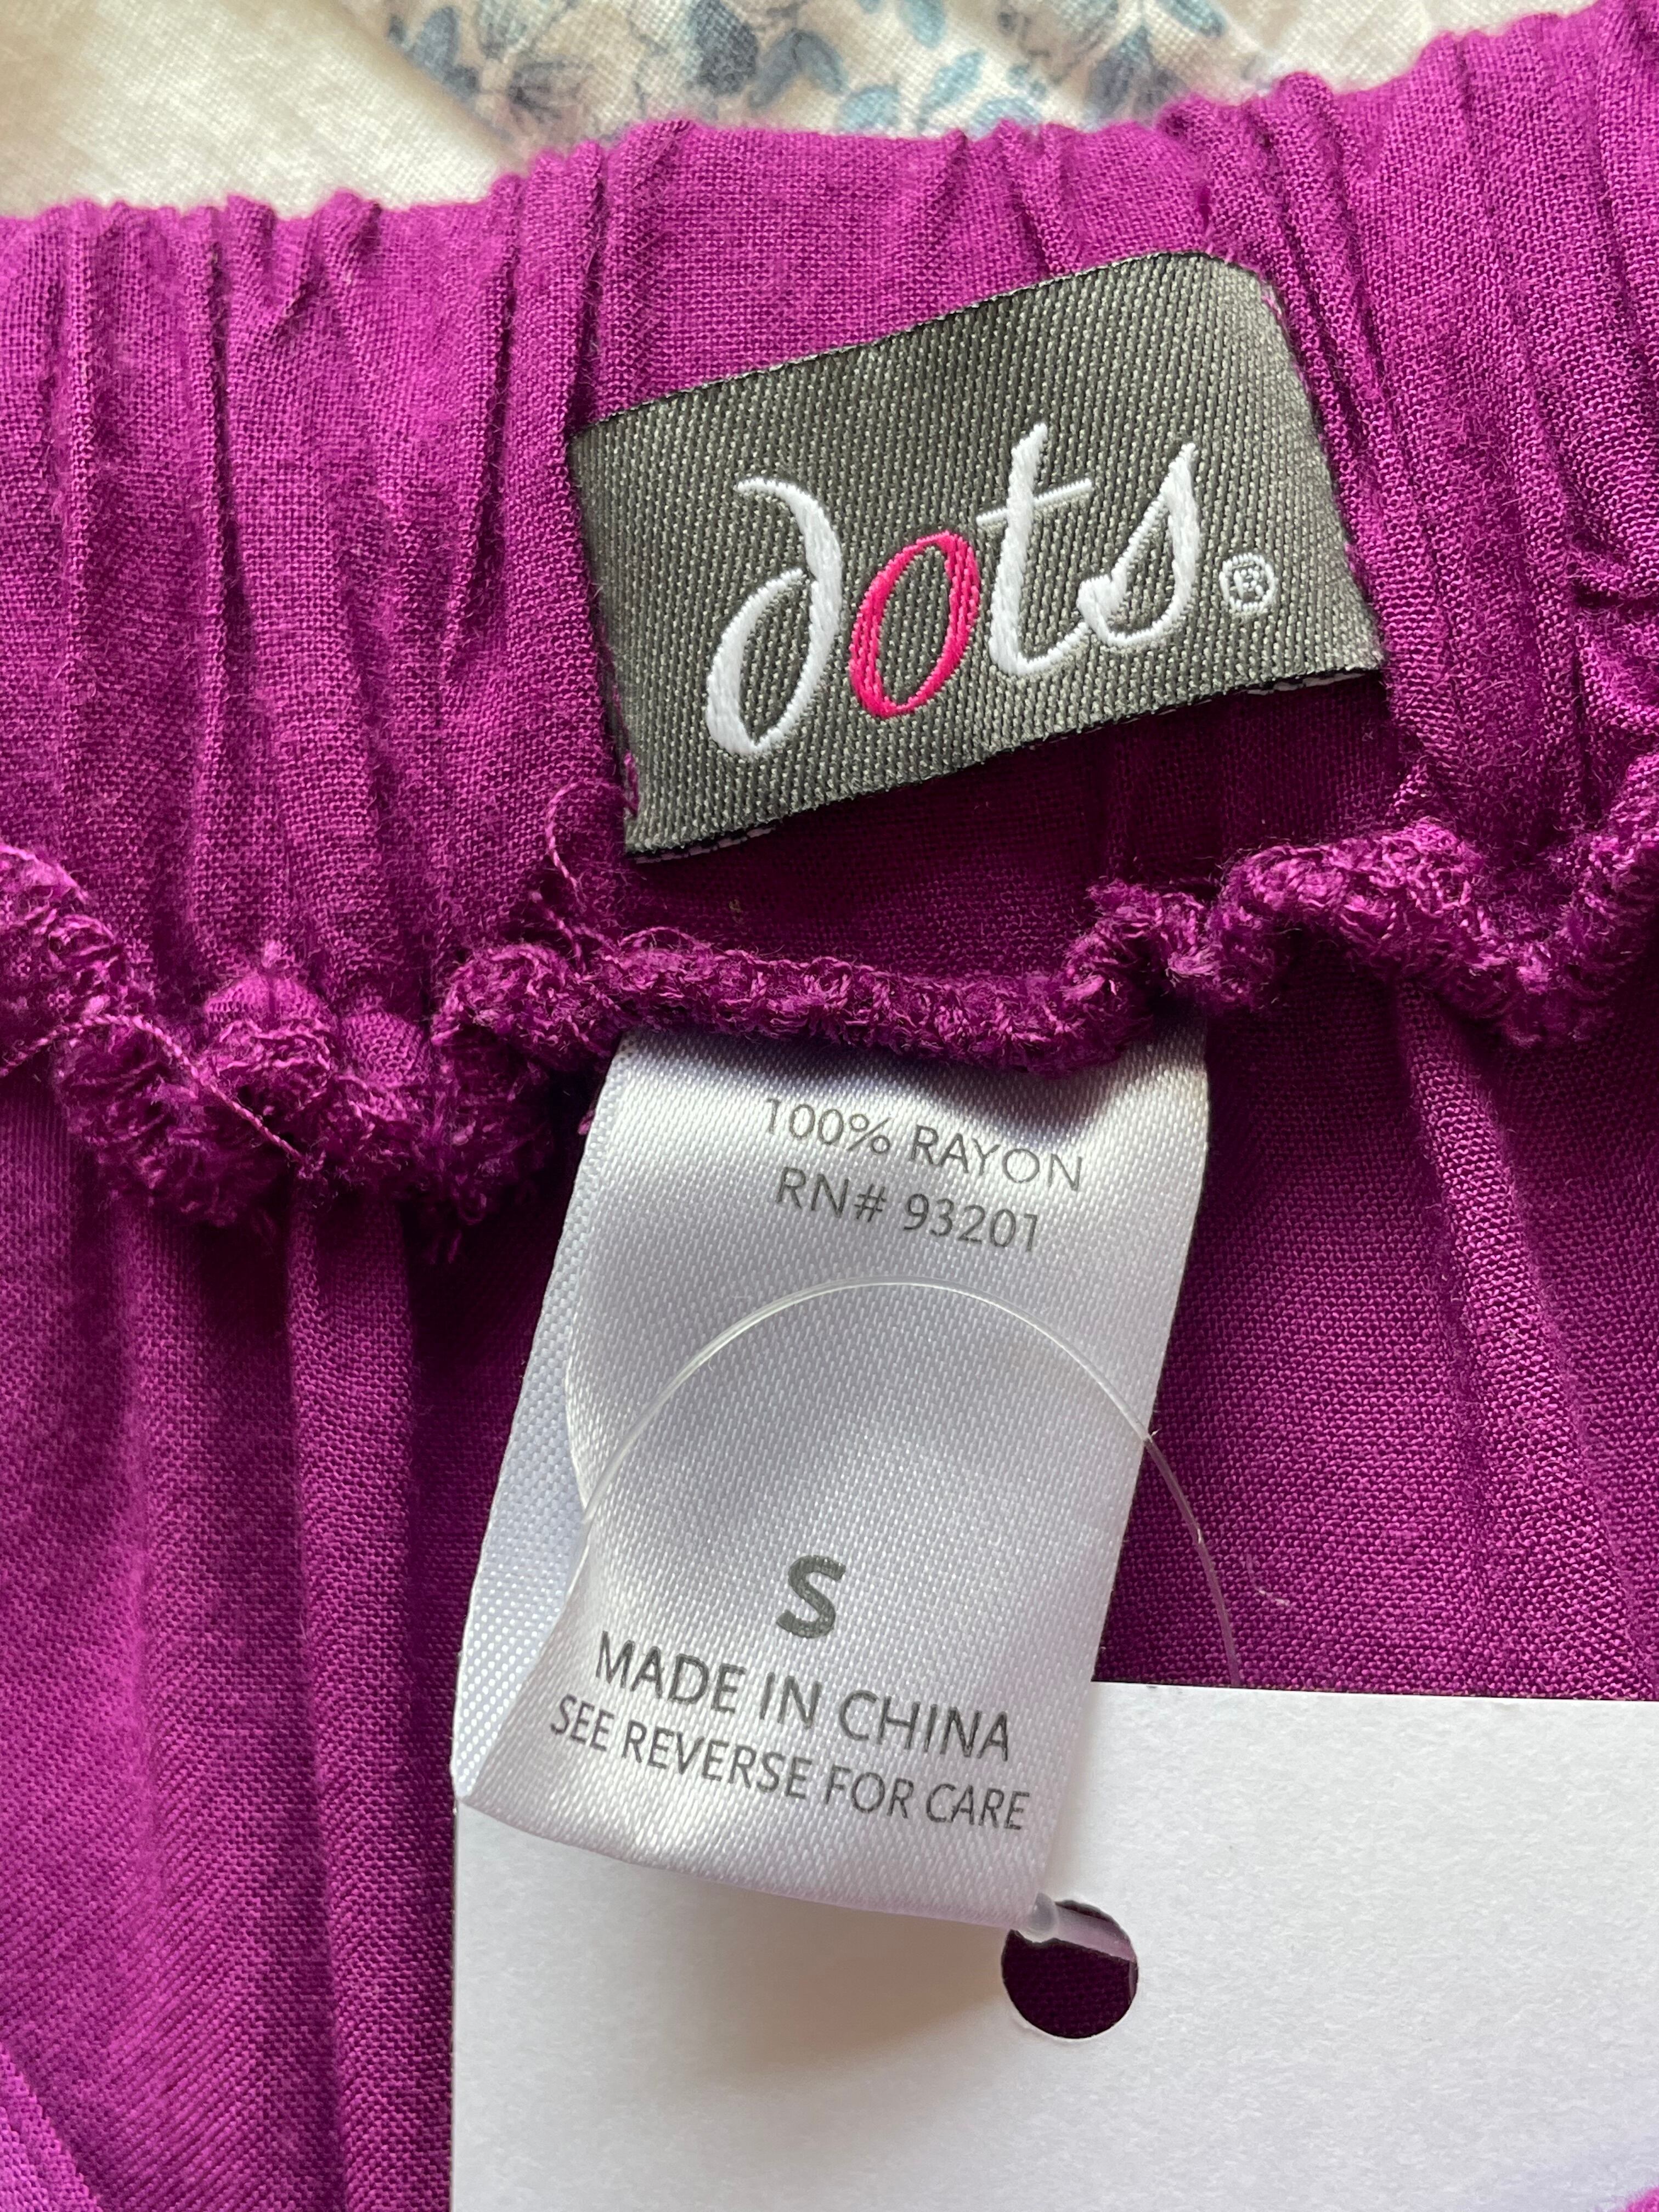 dots®
100% RAYON
RN# 93201
S
MADE IN CHINA
SEE REVERSE FOR CARE